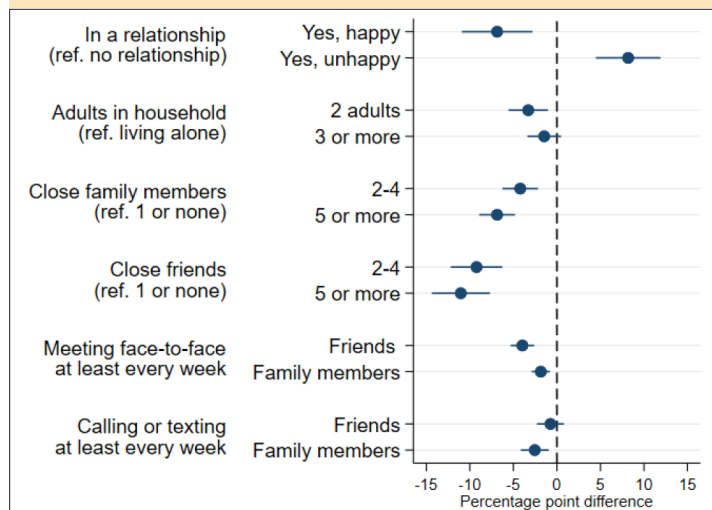 In a relationship
(ref. no relationship)
Yes, happy
Yes, unhappy
Adults in household
(ref. living alone)
2 adults
3 or more
Close family members
(ref. 1 or none)
2-4
5 or more
Close friends
(ref. 1 or none)
2-4
5 or more
Meeting face-to-face
at least every week
Friends
Family members
Calling or texting
at least every week
Friends
Family members
-15 -10 -5 0 5 10 15
Percentage point difference